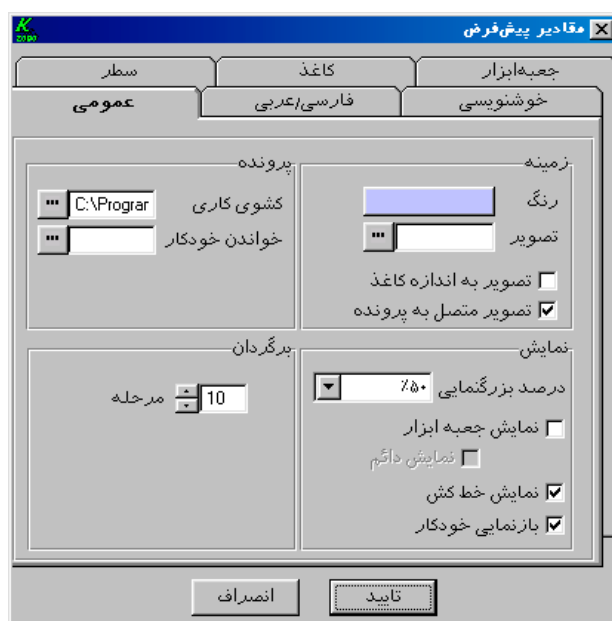 مقادیر پیش‌فرض
K 2000
جعبه‌ابزار
کاغذ
سطر
خوشنویسی
فارسی/عربی
عمومی
زمینه
رنگ
تصویر ...
تصویر به اندازه کاغذ
تصویر متصل به پرونده
پرونده
کشوی کاری C:\Prograr ...
خواندن خودکار ...
نمایش
درصد بزرگنمایی ۵۰٪
نمایش جعبه ابزار
نمایش دائم
نمایش خط کش
بازنمایی خودکار
برگردان
10 مرحله
تایید
انصراف